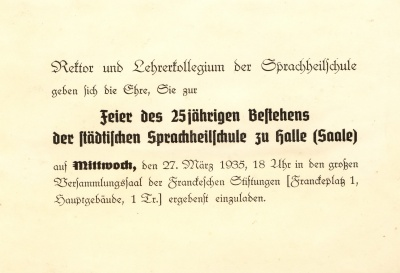 Rektor und Lehrerkollegium der Sprachheilschule
geben sich die Ehre, Sie zur
Feier des 25jährigen Bestehens
der städtischen Sprachheilschule zu Halle (Saale)
auf Mittwoch, den 27. März 1935, 18 Uhr in den großen
Versammlungssaal der Franckeschen Stiftungen [Franckeplatz 1,
Hauptgebäude, 1 Tr.] ergebenst einzuladen.